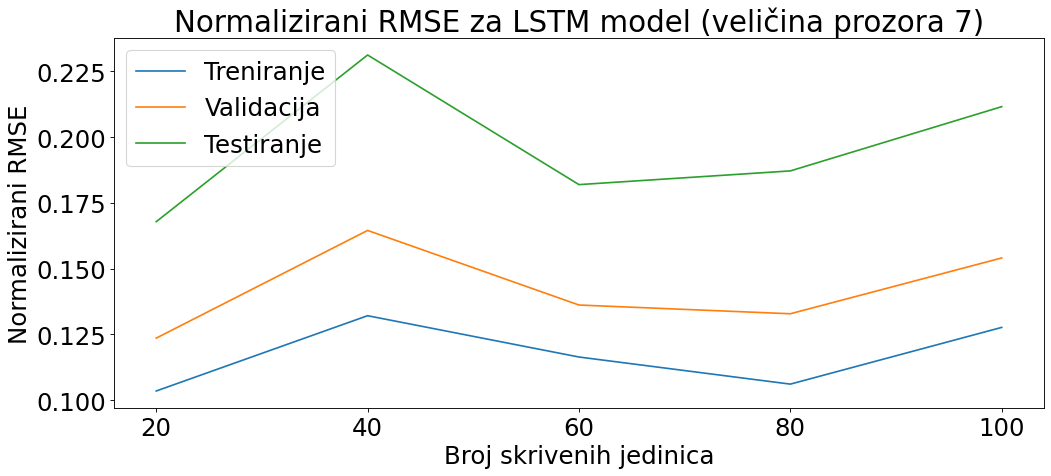 Normalizirani RMSE za LSTM model (veličina prozora 7)
Treniranje
Validacija
Testiranje
Normalizirani RMSE
0.225
0.200
0.175
0.150
0.125
0.100
20 40 60 80 100
Broj skrivenih jedinica